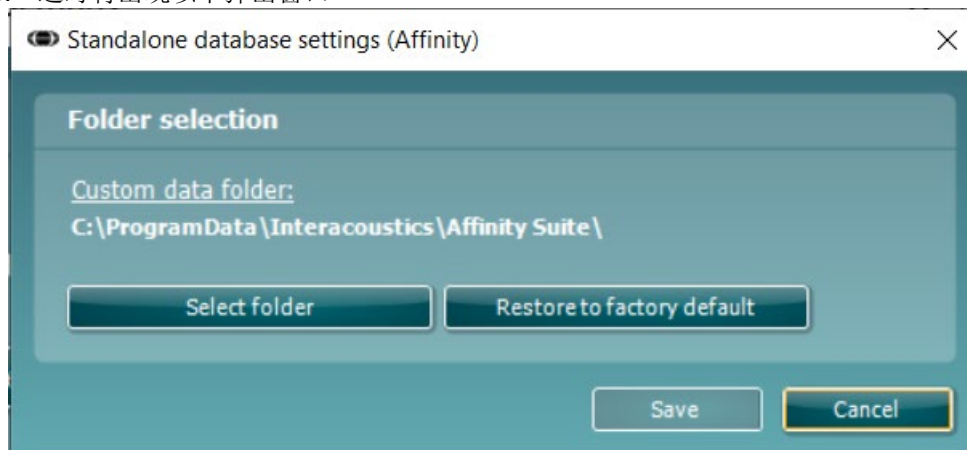 Standalone database settings (Affinity)
Folder selection
Custom data folder:
C:\ProgramData\Interacoustics\Affinity Suite\
Select folder
Restore to factory default
Save
Cancel